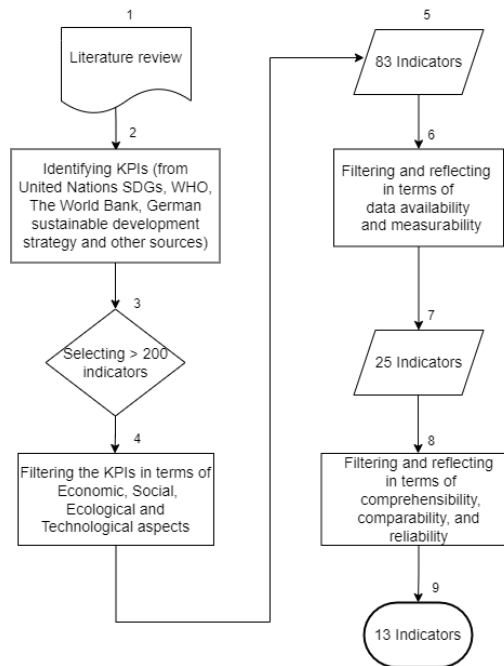 1
Literature review
2
Identifying KPIs (from
United Nations SDGs, WHO,
The World Bank, German
sustainable development
strategy and other sources)
3
Selecting > 200
indicators
4
Filtering the KPIs in terms of
Economic, Social,
Ecological and
Technological aspects
5
83 Indicators
6
Filtering and reflecting
in terms of
data availability
and measurability
7
25 Indicators
8
Filtering and reflecting
in terms of
comprehensibility,
comparability, and
reliability
9
13 Indicators